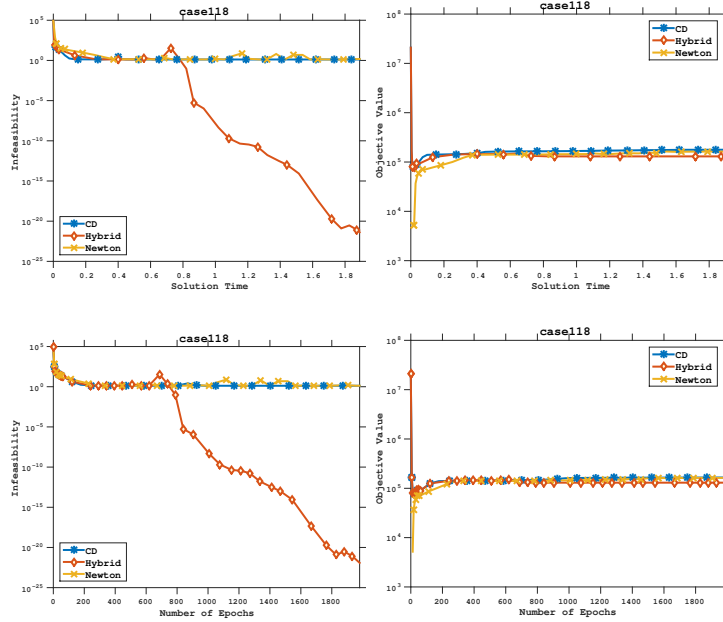 case118
10^5
10^0
10^-5
10^-10
10^-15
10^-20
10^-25
Infeasibility
CD
Hybrid
Newton
0 0.2 0.4 0.6 0.8 1 1.2 1.4 1.6 1.8
Solution Time
case118
10^8
10^7
10^6
10^5
10^4
10^3
Objective Value
CD
Hybrid
Newton
0 0.2 0.4 0.6 0.8 1 1.2 1.4 1.6 1.8
Solution Time
case118
10^5
10^0
10^-5
10^-10
10^-15
10^-20
10^-25
Infeasibility
CD
Hybrid
Newton
0 200 400 600 800 1000 1200 1400 1600 1800
Number of Epochs
case118
10^8
10^7
10^6
10^5
10^4
10^3
Objective Value
CD
Hybrid
Newton
0 200 400 600 800 1000 1200 1400 1600 1800
Number of Epochs